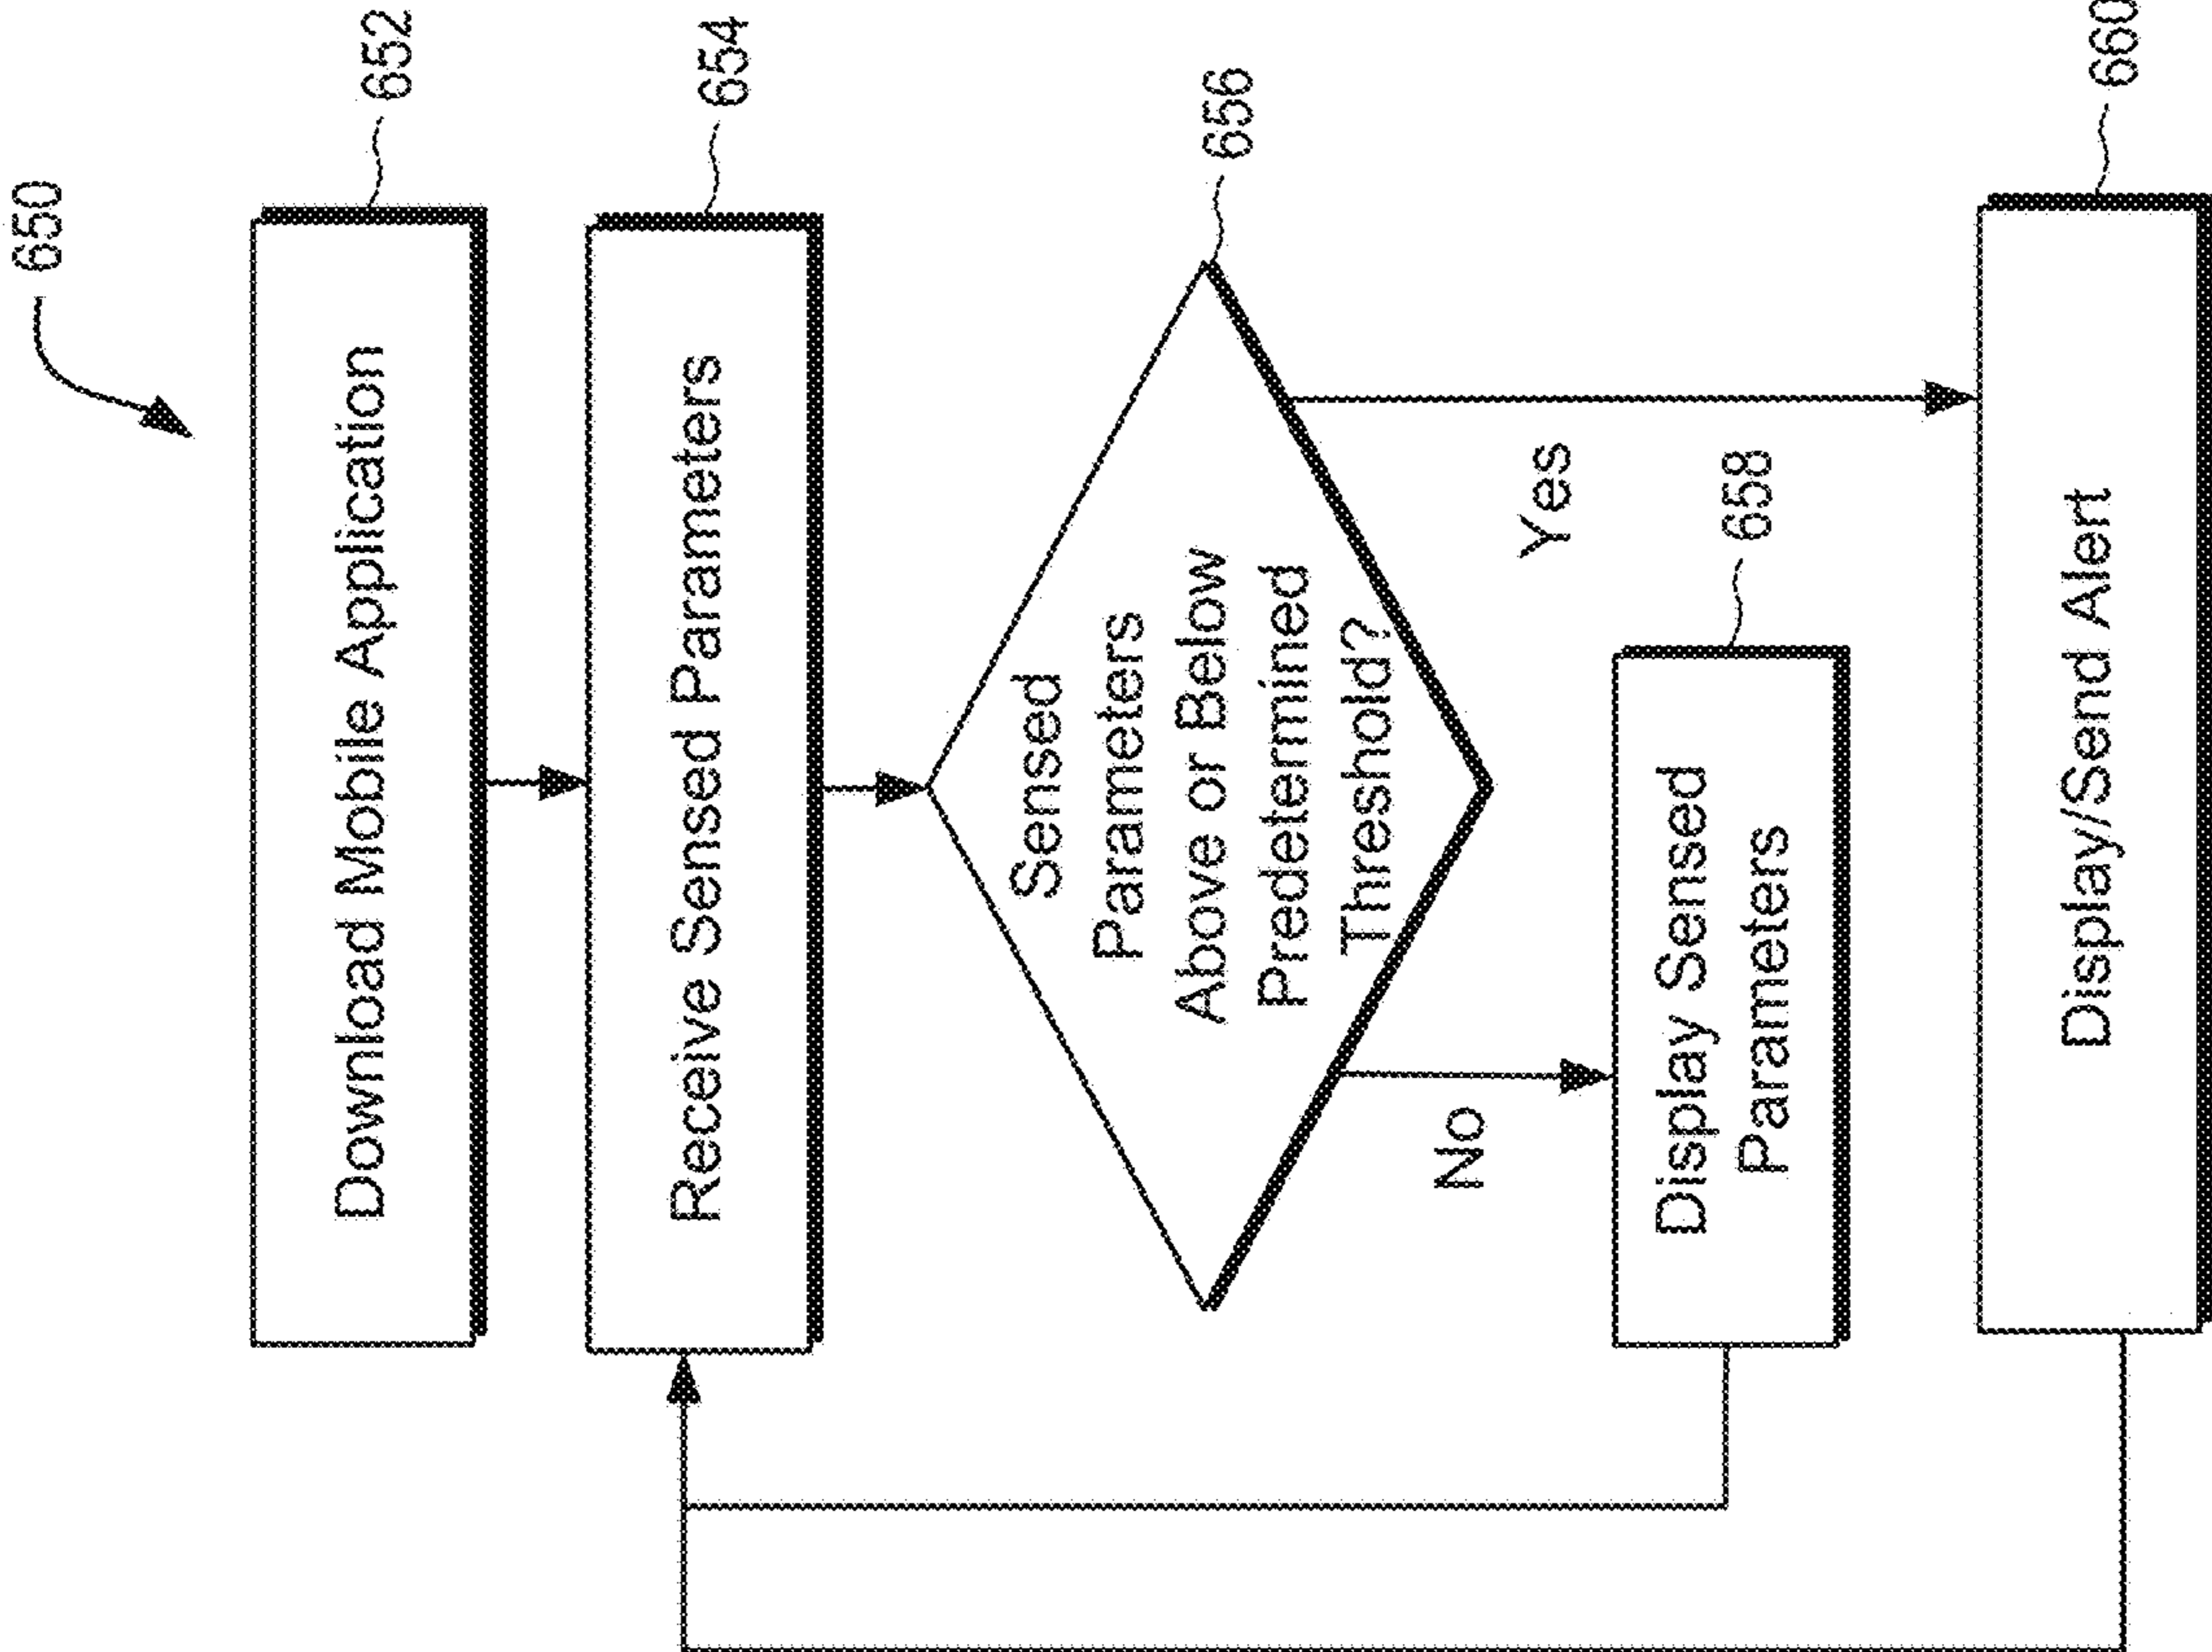 650
Download Mobile Application
652
Receive Sensed Parameters
654
Sensed
Parameters
Above or Below
Predetermined
Threshold?
656
No
Yes
Display Sensed
Parameters
658
Display/Send Alert
660